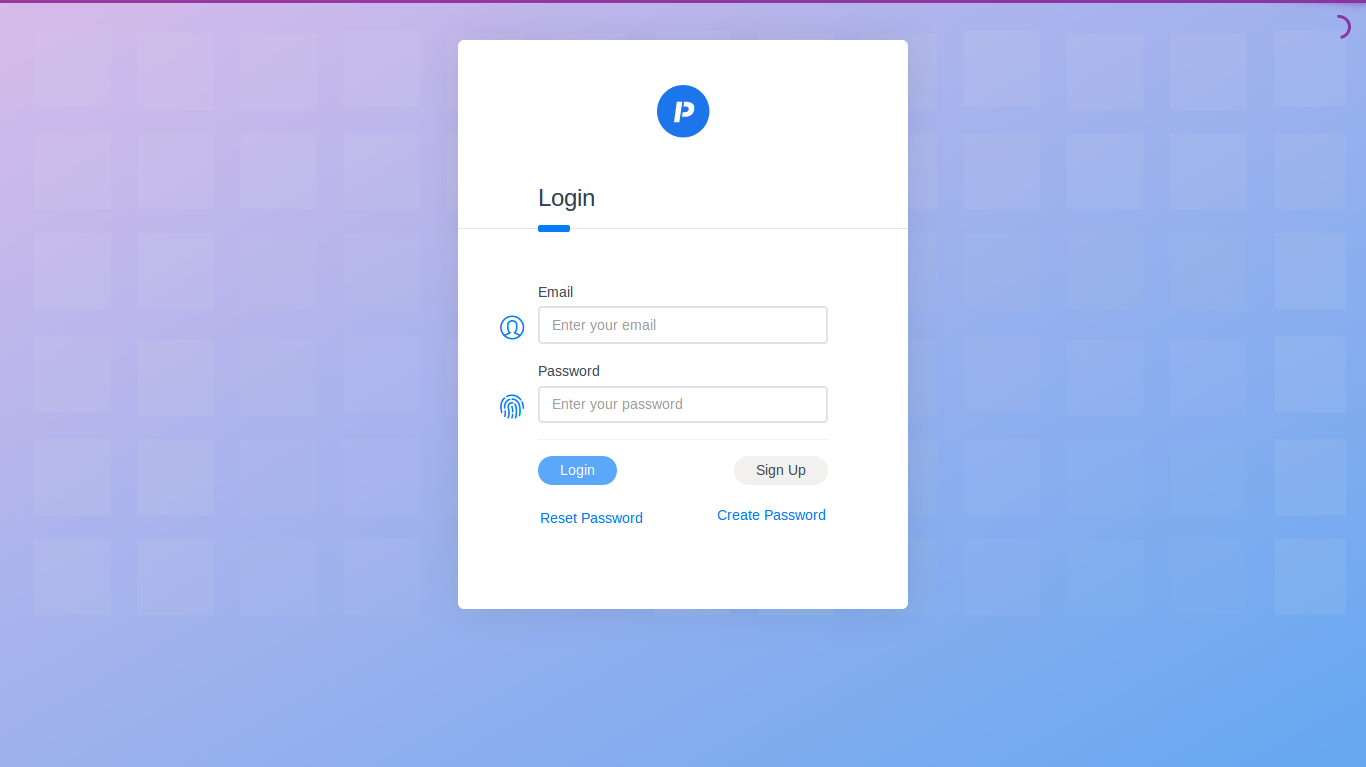 P
Login
Email
Enter your email
Password
Enter your password
Login
Sign Up
Reset Password
Create Password